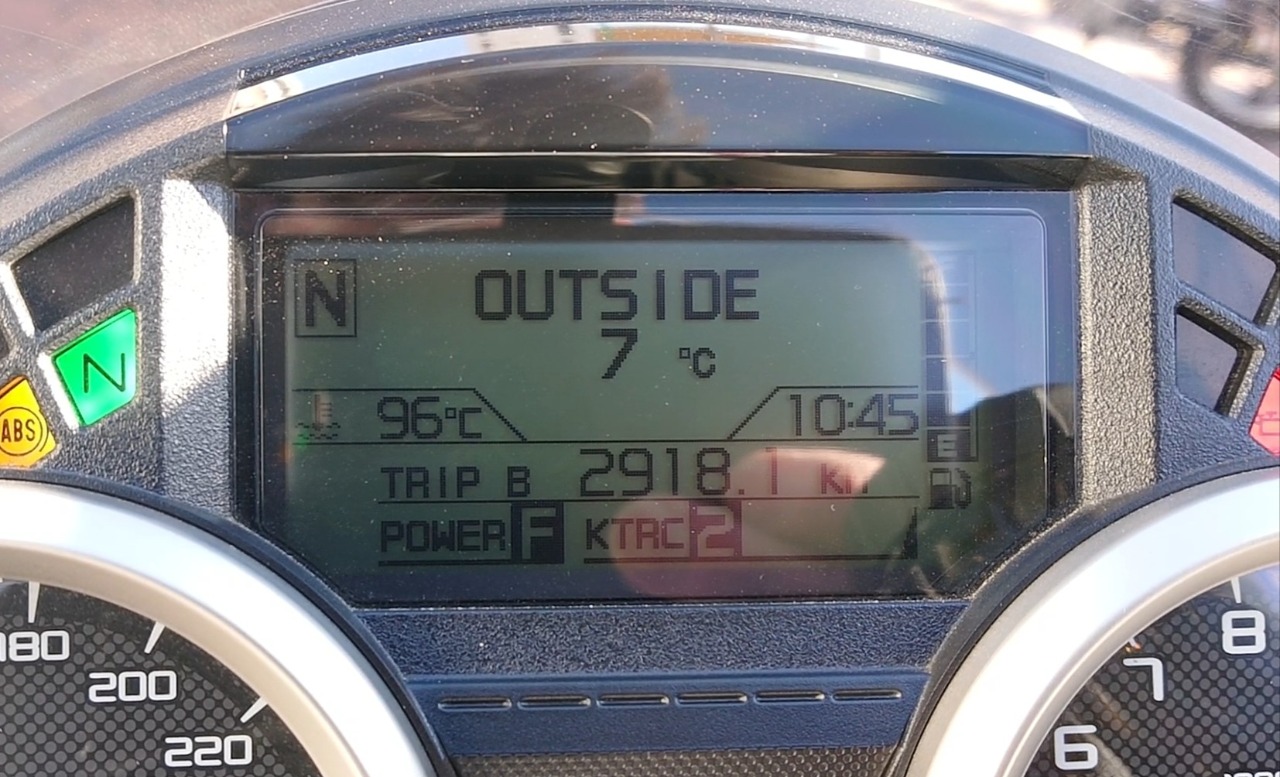 N
OUTSIDE
7 °C
N
ABS
96°C
10:45
E
TRIP B 2918.1 Km
POWER F KTRC 2
180
200
220
8
7
6